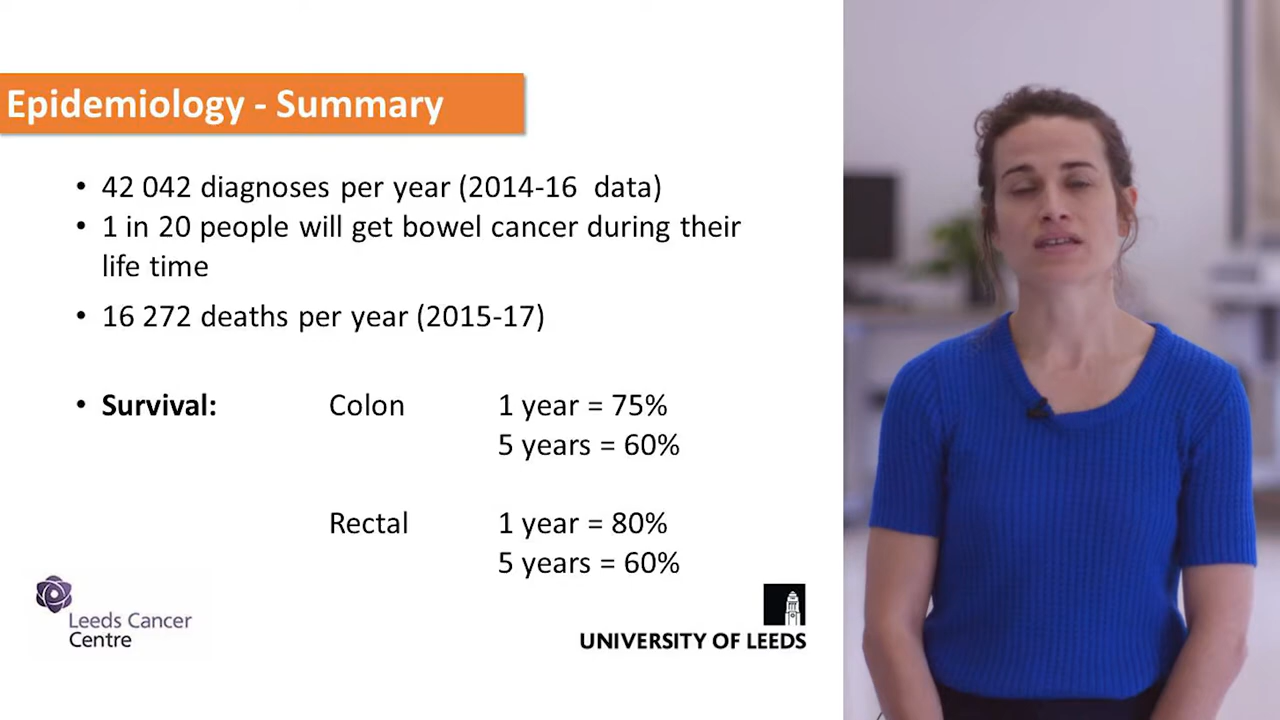 Epidemiology - Summary
• 42 042 diagnoses per year (2014-16 data)
• 1 in 20 people will get bowel cancer during their
life time
• 16 272 deaths per year (2015-17)
• Survival: Colon 1 year = 75%
5 years = 60%
Rectal 1 year = 80%
5 years = 60%
Leeds Cancer
Centre
UNIVERSITY OF LEEDS